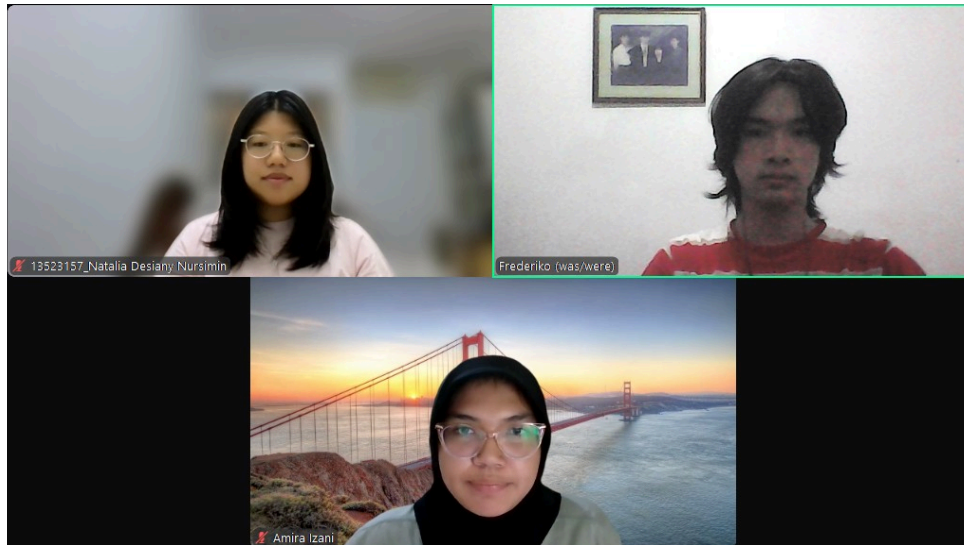 13523157_Natalia Desiany Nursimin
Frederiko (was/were)
Amira Izani